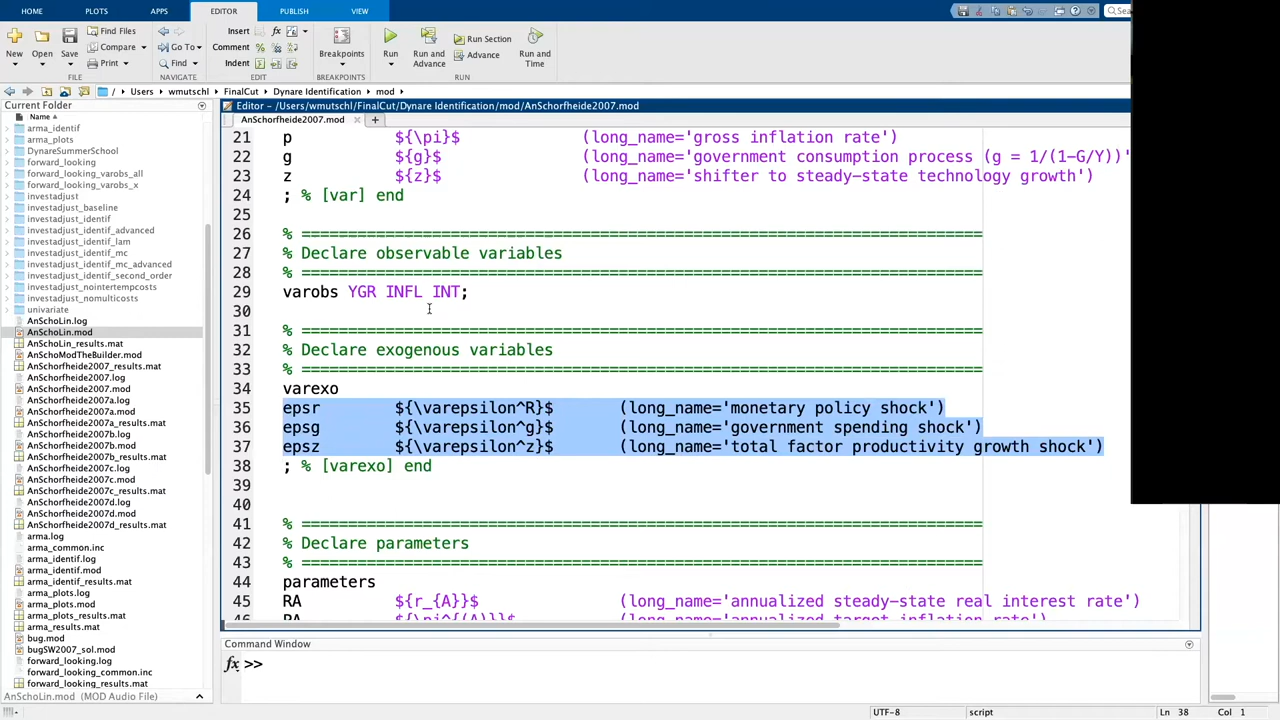 HOME PLOTS APPS EDITOR PUBLISH VIEW
New Open Save Find Files Compare Print Go To Find Insert Comment Indent Breakpoints Run Run and Advance Run Section Advance Run and Time
FILE NAVIGATE EDIT BREAKPOINTS RUN
/ Users wmutschl FinalCut Dynare Identification mod
Current Folder
Name
arma_identif
arma_plots
DynareSummerSchool
forward_looking
forward_looking_varobs_all
forward_looking_varobs_x
investadjust
investadjust_baseline
investadjust_identif
investadjust_identif_advanced
investadjust_identif_lam
investadjust_identif_mc
investadjust_identif_mc_advanced
investadjust_identif_second_order
investadjust_nointertempcosts
investadjust_nomulticosts
univariate
AnSchoLin.log
AnSchoLin.mod
AnSchoLin_results.mat
AnSchoModTheBuilder.mod
AnSchorfheide2007_results.mat
AnSchorfheide2007.log
AnSchorfheide2007.mod
AnSchorfheide2007a.log
AnSchorfheide2007a.mod
AnSchorfheide2007a_results.mat
AnSchorfheide2007b.log
AnSchorfheide2007b.mod
AnSchorfheide2007b_results.mat
AnSchorfheide2007c.log
AnSchorfheide2007c.mod
AnSchorfheide2007c_results.mat
AnSchorfheide2007d.log
AnSchorfheide2007d.mod
AnSchorfheide2007d_results.mat
arma.log
arma_common.inc
arma_identif.log
arma_identif.mod
arma_identif_results.mat
arma_plots.log
arma_plots.mod
arma_plots_results.mat
arma_results.mat
bug.mod
bugSW2007_sol.mod
forward_looking.log
forward_looking_common.inc
forward_looking_results.mat
AnSchoLin.mod (MOD Audio File)
Editor - /Users/wmutschl/FinalCut/Dynare Identification/mod/AnSchorfheide2007.mod
AnSchorfheide2007.mod
21 p ${\pi}$ (long_name='gross inflation rate')
22 g ${g}$ (long_name='government consumption process (g = 1/(1-G/Y))'
23 z ${z}$ (long_name='shifter to steady-state technology growth')
24 ; % [var] end
25
26 % =========================================================================
27 % Declare observable variables
28 % =========================================================================
29 varobs YGR INFL INT;
30
31 % =========================================================================
32 % Declare exogenous variables
33 % =========================================================================
34 varexo
35 epsr ${\varepsilon^R}$ (long_name='monetary policy shock')
36 epsg ${\varepsilon^g}$ (long_name='government spending shock')
37 epsz ${\varepsilon^z}$ (long_name='total factor productivity growth shock')
38 ; % [varexo] end
39
40
41 % =========================================================================
42 % Declare parameters
43 % =========================================================================
44 parameters
45 RA ${r_{A}}$ (long_name='annualized steady-state real interest rate')
Command Window
fx >>
UTF-8 script Ln 38 Col 1